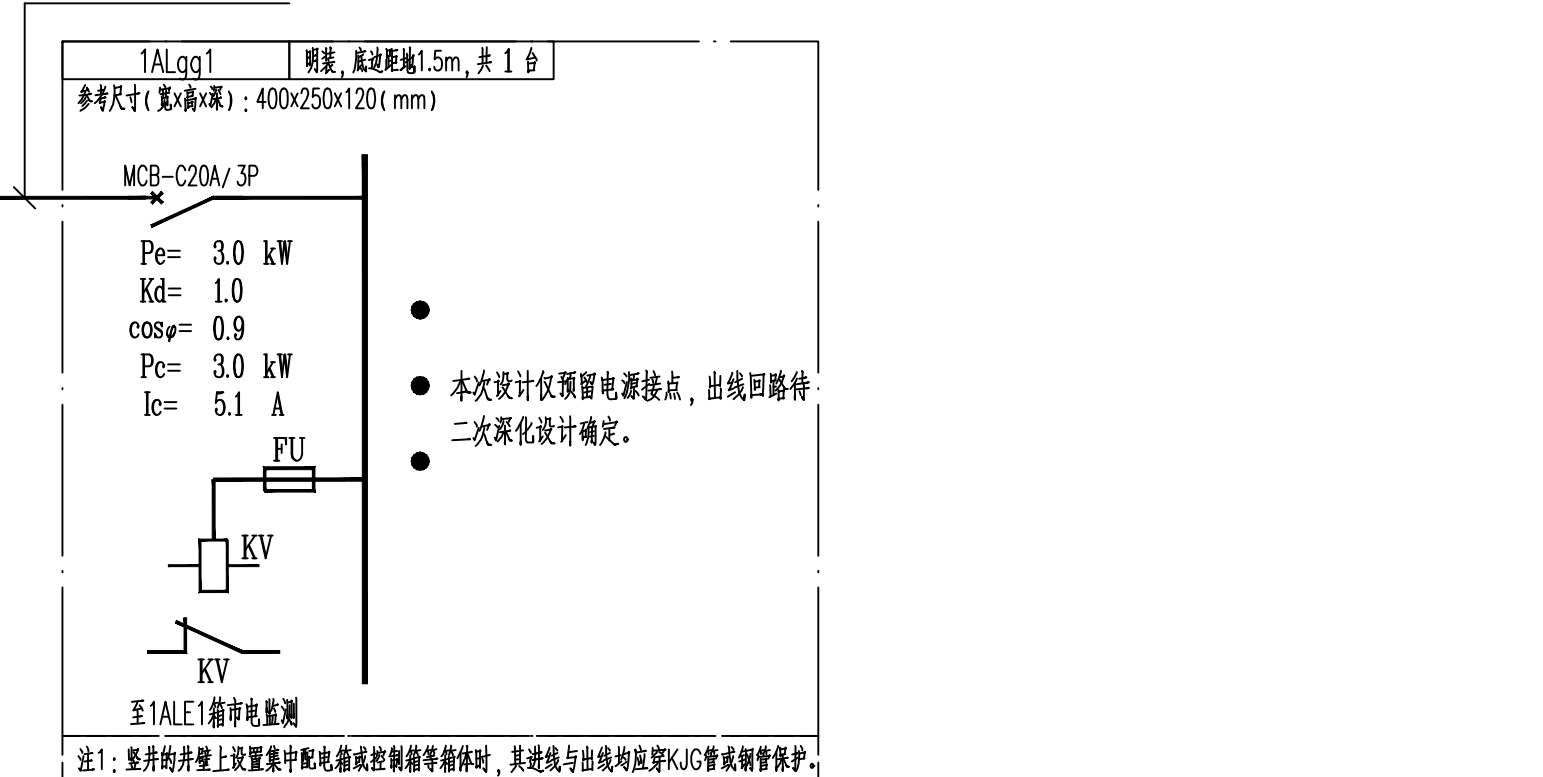 1ALgg1 明装,底边距地1.5m,共 1 台
参考尺寸(宽x高x深):400x250x120(mm)
MCB-C20A/3P
Pe= 3.0 kW
Kd= 1.0
cosφ= 0.9
Pc= 3.0 kW
Ic= 5.1 A
本次设计仅预留电源接点,出线回路待
二次深化设计确定。
FU
KV
KV
至1ALE1箱市电监测
注1:竖井的井壁上设置集中配电箱或控制箱等箱体时,其进线与出线均应穿KJG管或钢管保护。